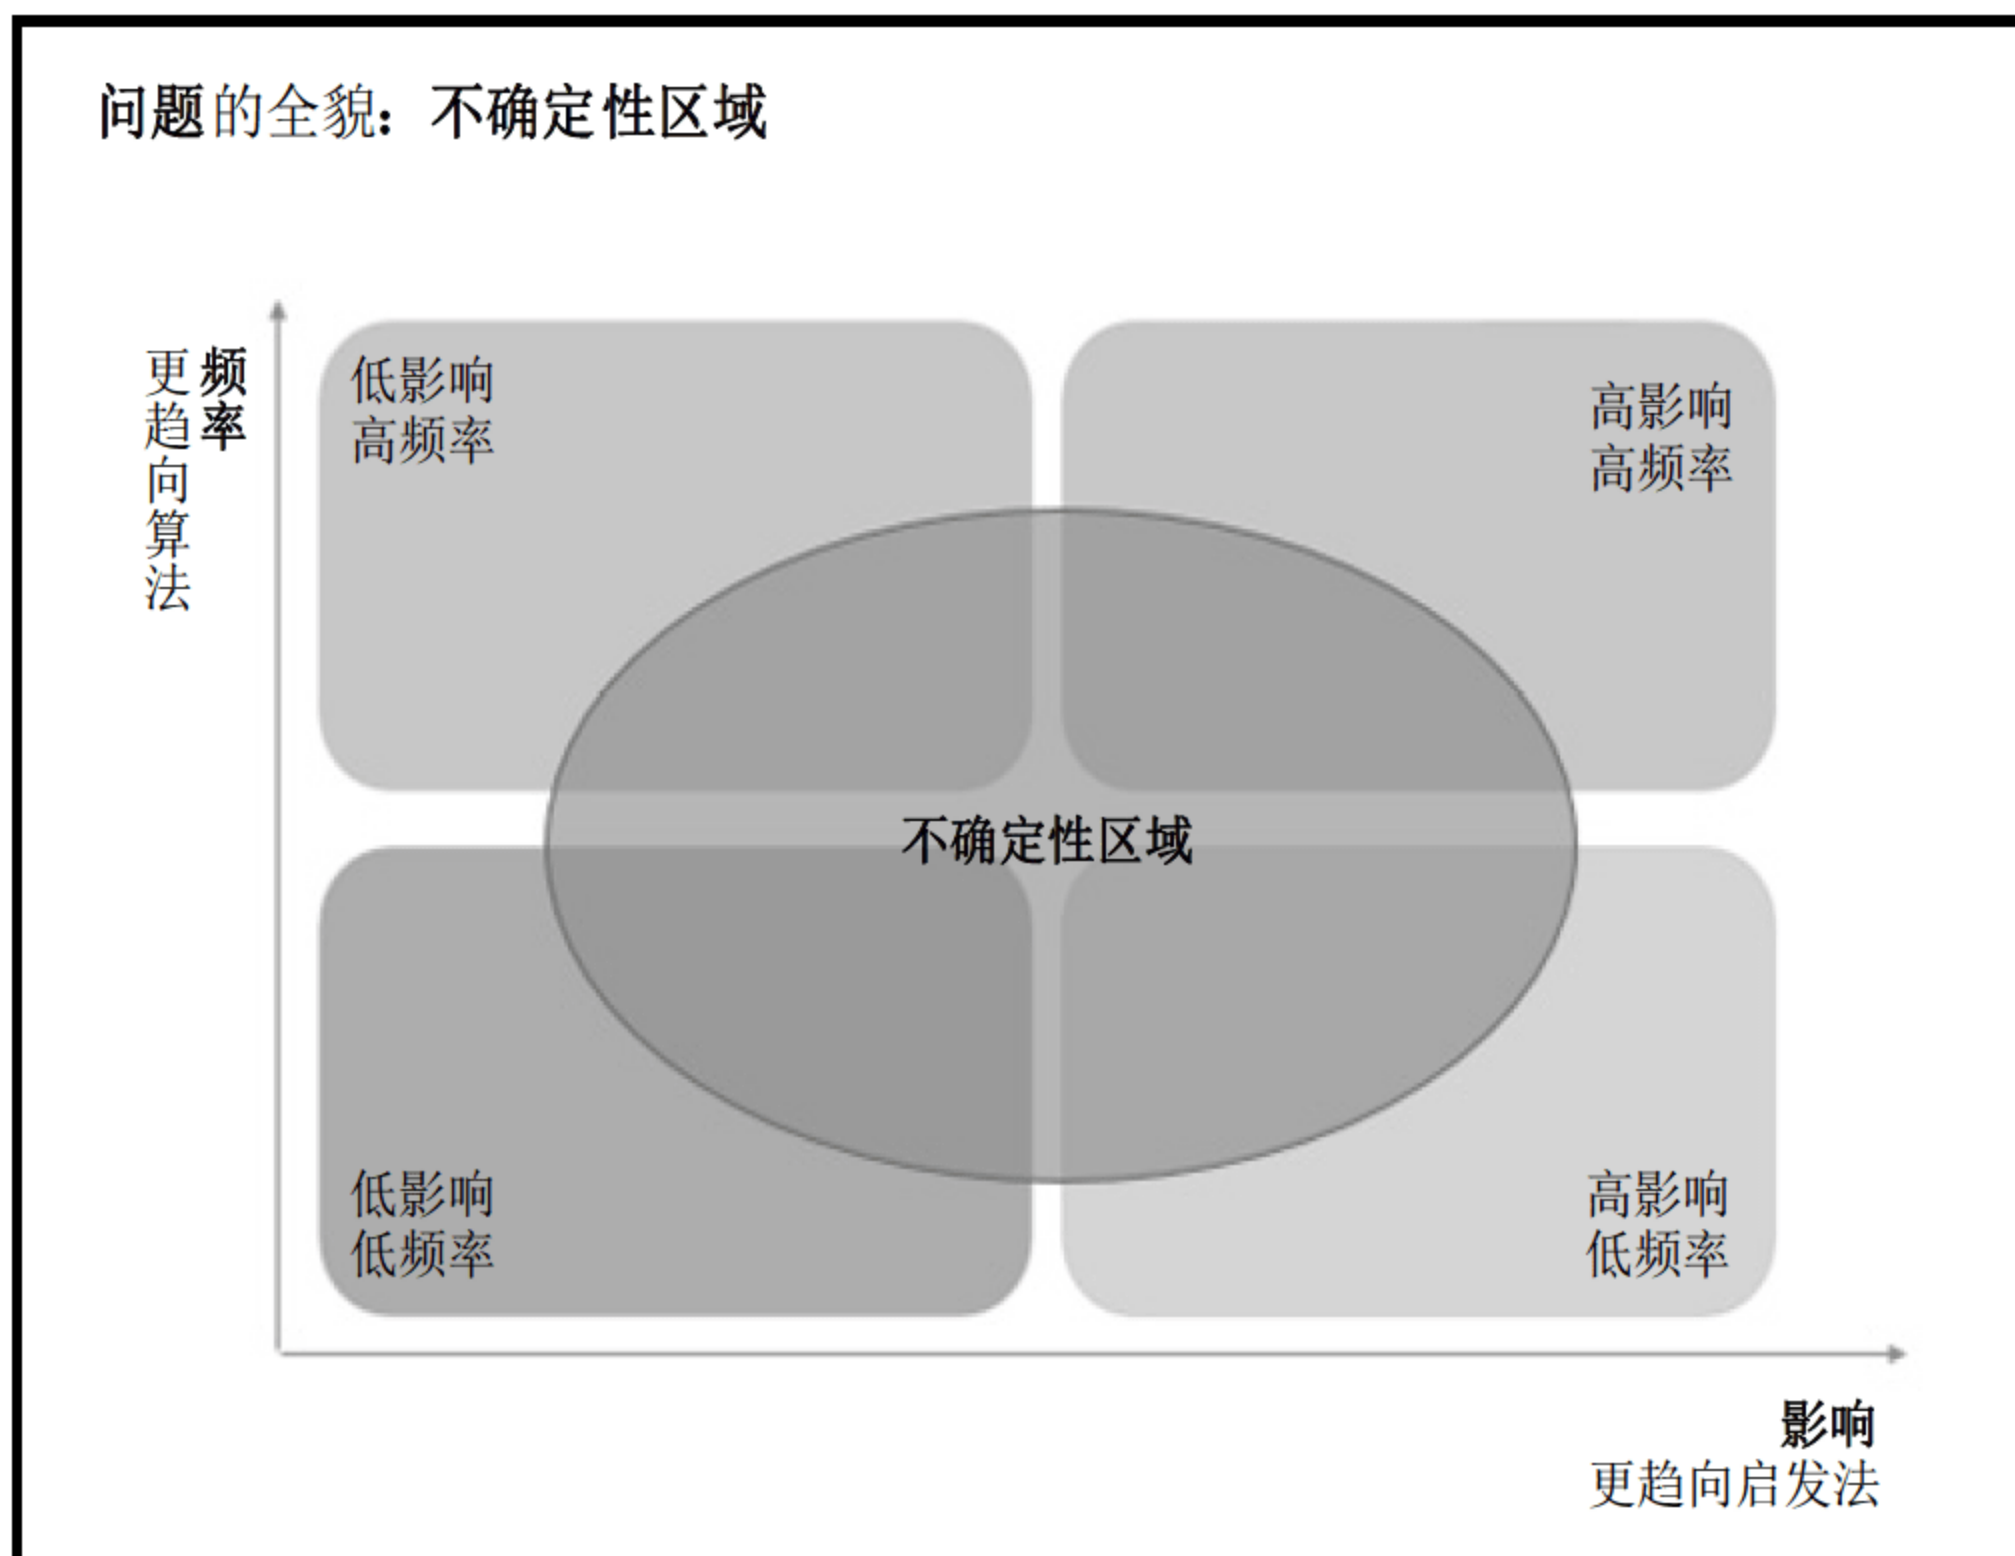 问题的全貌：不确定性区域
频率
更趋向算法
低影响
高频率
高影响
高频率
不确定性区域
低影响
低频率
高影响
低频率
影响
更趋向启发法